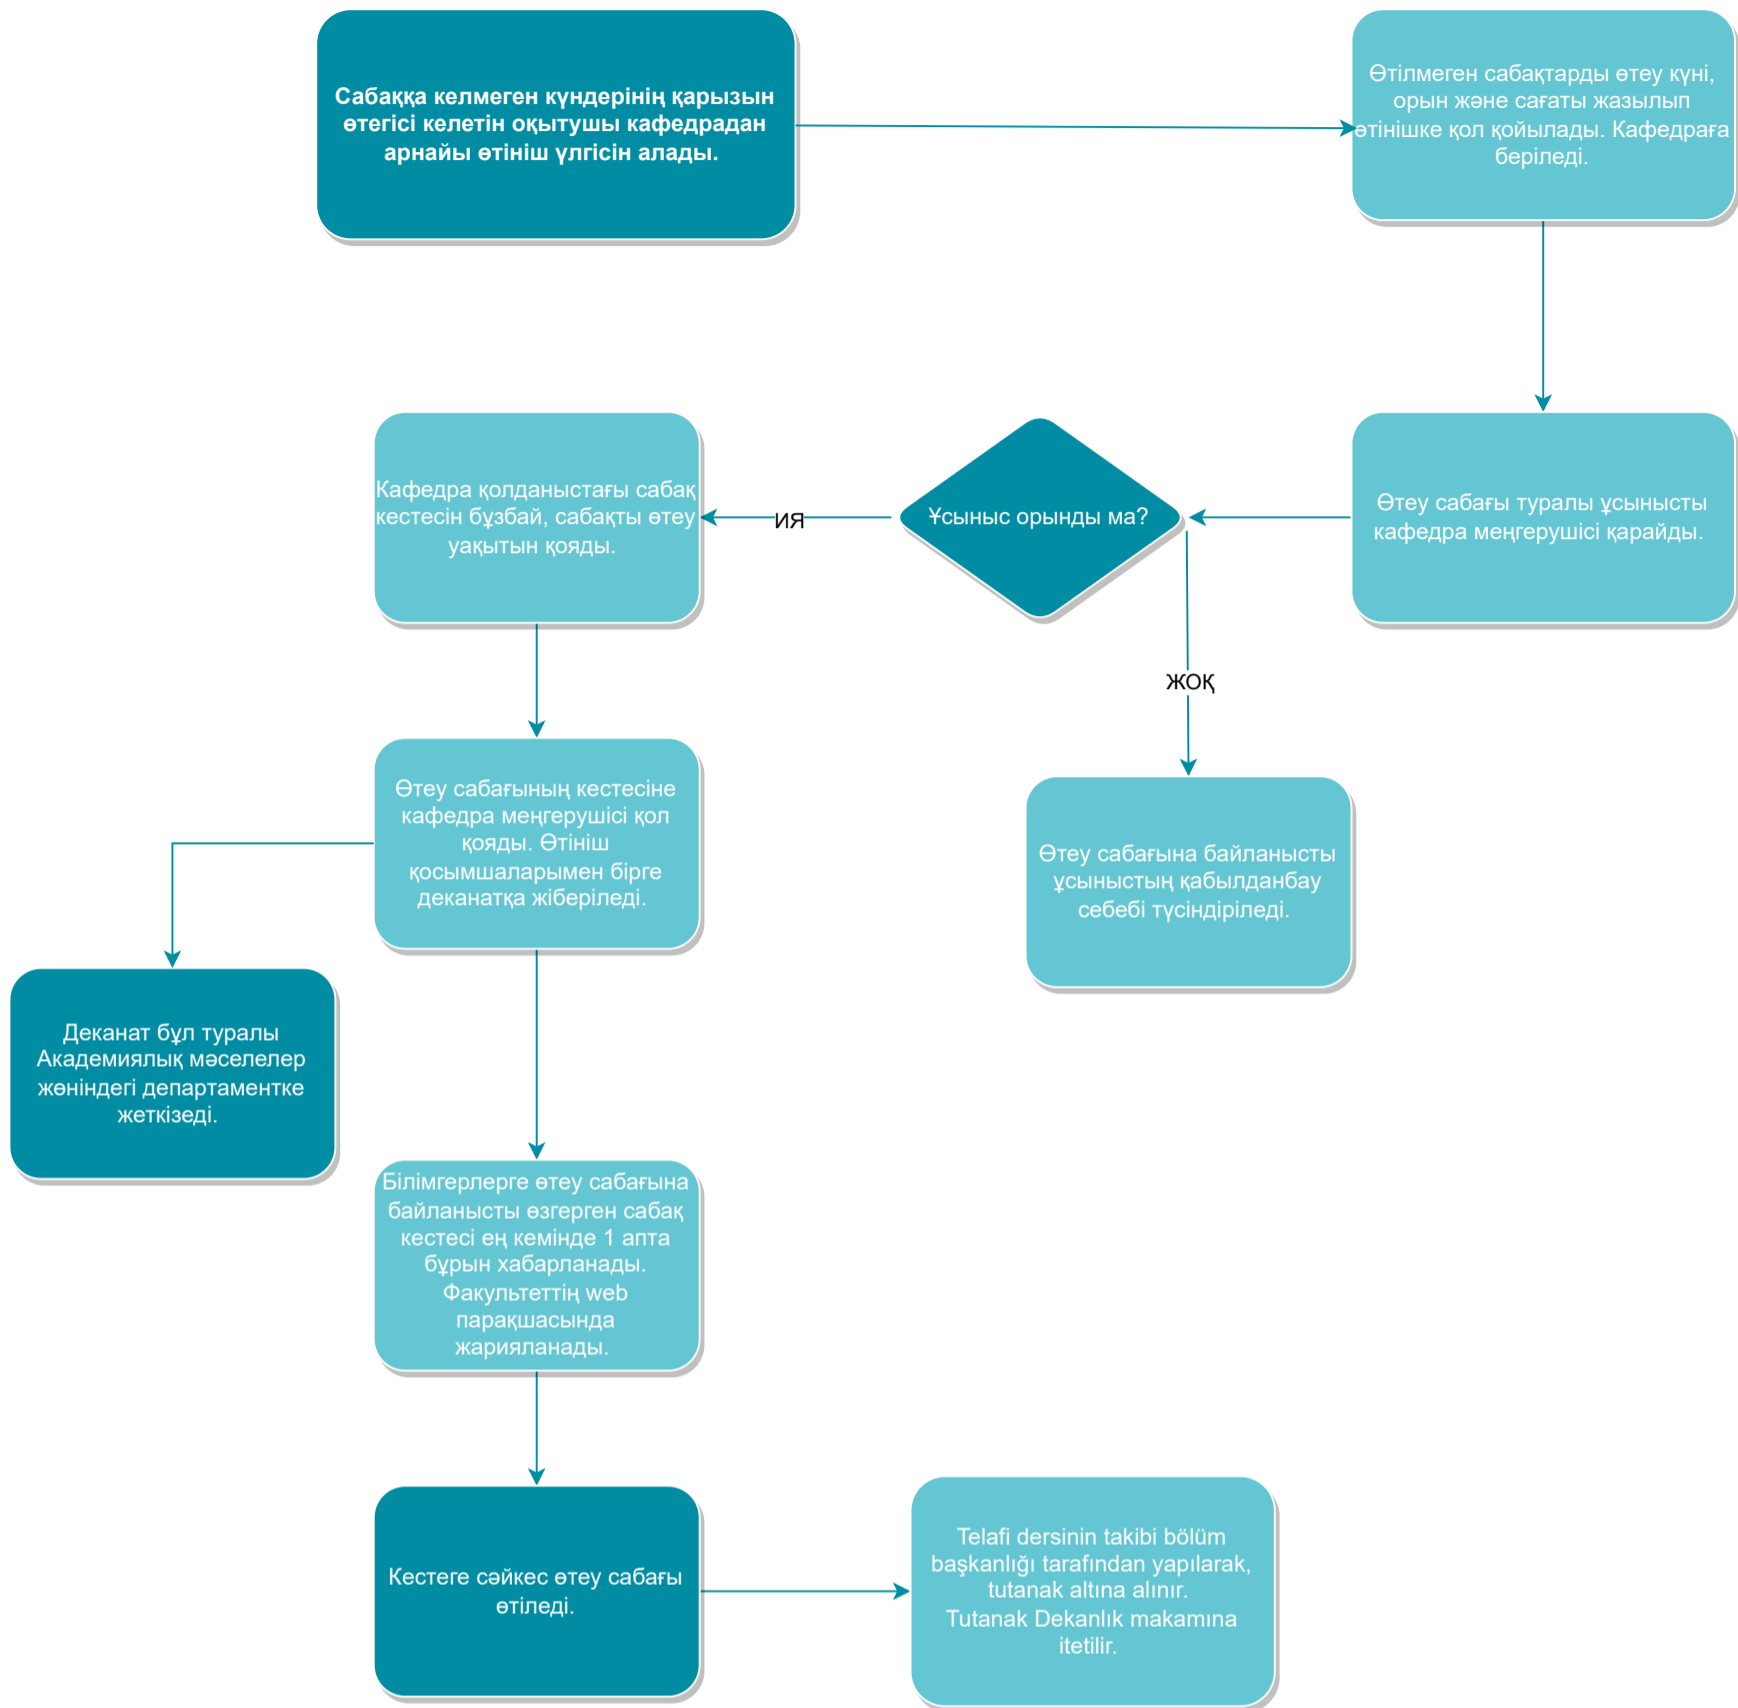 Сабаққа келмеген күндерінің қарызын
өтегісі келетін оқытушы кафедрадан
арнайы өтініш үлгісін алады.
Өтілмеген сабақтарды өтеу күні,
орын және сағаты жазылып
өтінішке қол қойылады. Кафедраға
беріледі.
Өтеу сабағы туралы ұсынысты
кафедра меңгерушісі қарайды.
Ұсыныс орынды ма?
ИЯ
Кафедра қолданыстағы сабақ
кестесін бұзбай, сабақты өтеу
уақытын қояды.
ЖОҚ
Өтеу сабағына байланысты
ұсыныстың қабылданбау
себебі түсіндіріледі.
Өтеу сабағының кестесіне
кафедра меңгерушісі қол
қояды. Өтініш
қосымшаларымен бірге
деканатқа жіберіледі.
Деканат бұл туралы
Академиялық мәселелер
жөніндегі департаментке
жеткізеді.
Білімгерлерге өтеу сабағына
байланысты өзгерген сабақ
кестесі ең кемінде 1 апта
бұрын хабарланады.
Факультеттің web
парақшасында
жарияланады.
Кестеге сәйкес өтеу сабағы
өтіледі.
Telafi dersinin takibi bölüm
başkanlığı tarafından yapılarak,
tutanak altına alınır.
Tutanak Dekanlık makamına
itetilir.